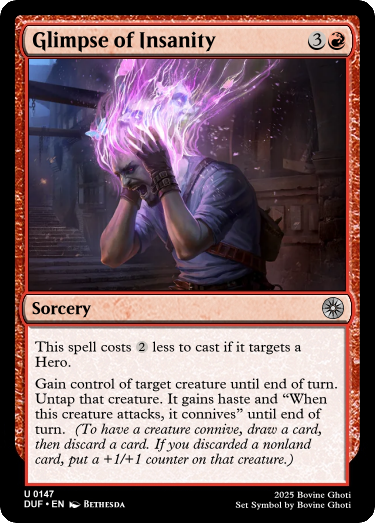 Glimpse of Insanity 3
Sorcery
This spell costs 2 less to cast if it targets a
Hero.
Gain control of target creature until end of turn.
Untap that creature. It gains haste and “When
this creature attacks, it connives” until end of
turn. (To have a creature connive, draw a card,
then discard a card. If you discarded a nonland
card, put a +1/+1 counter on that creature.)
U 0147
DUF • EN Bethesda
2025 Bovine Ghoti
Set Symbol by Bovine Ghoti